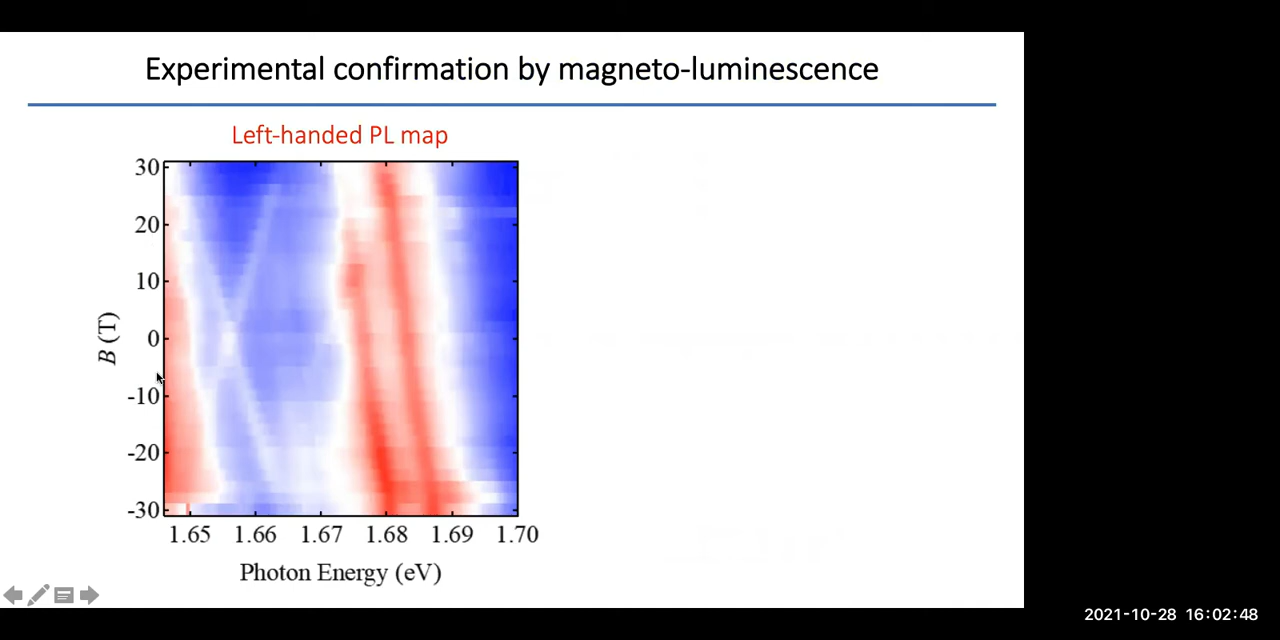 Experimental confirmation by magneto-luminescence
Left-handed PL map
30
20
10
0
-10
-20
-30
B (T)
1.65 1.66 1.67 1.68 1.69 1.70
Photon Energy (eV)
2021-10-28 16:02:48